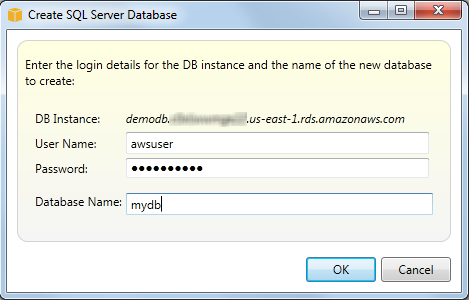 Create SQL Server Database
Enter the login details for the DB instance and the name of the new database
to create:
DB Instance: demodb. .us-east-1.rds.amazonaws.com
User Name: awsuser
Password: ●●●●●●●●●●
Database Name: mydb
OK Cancel